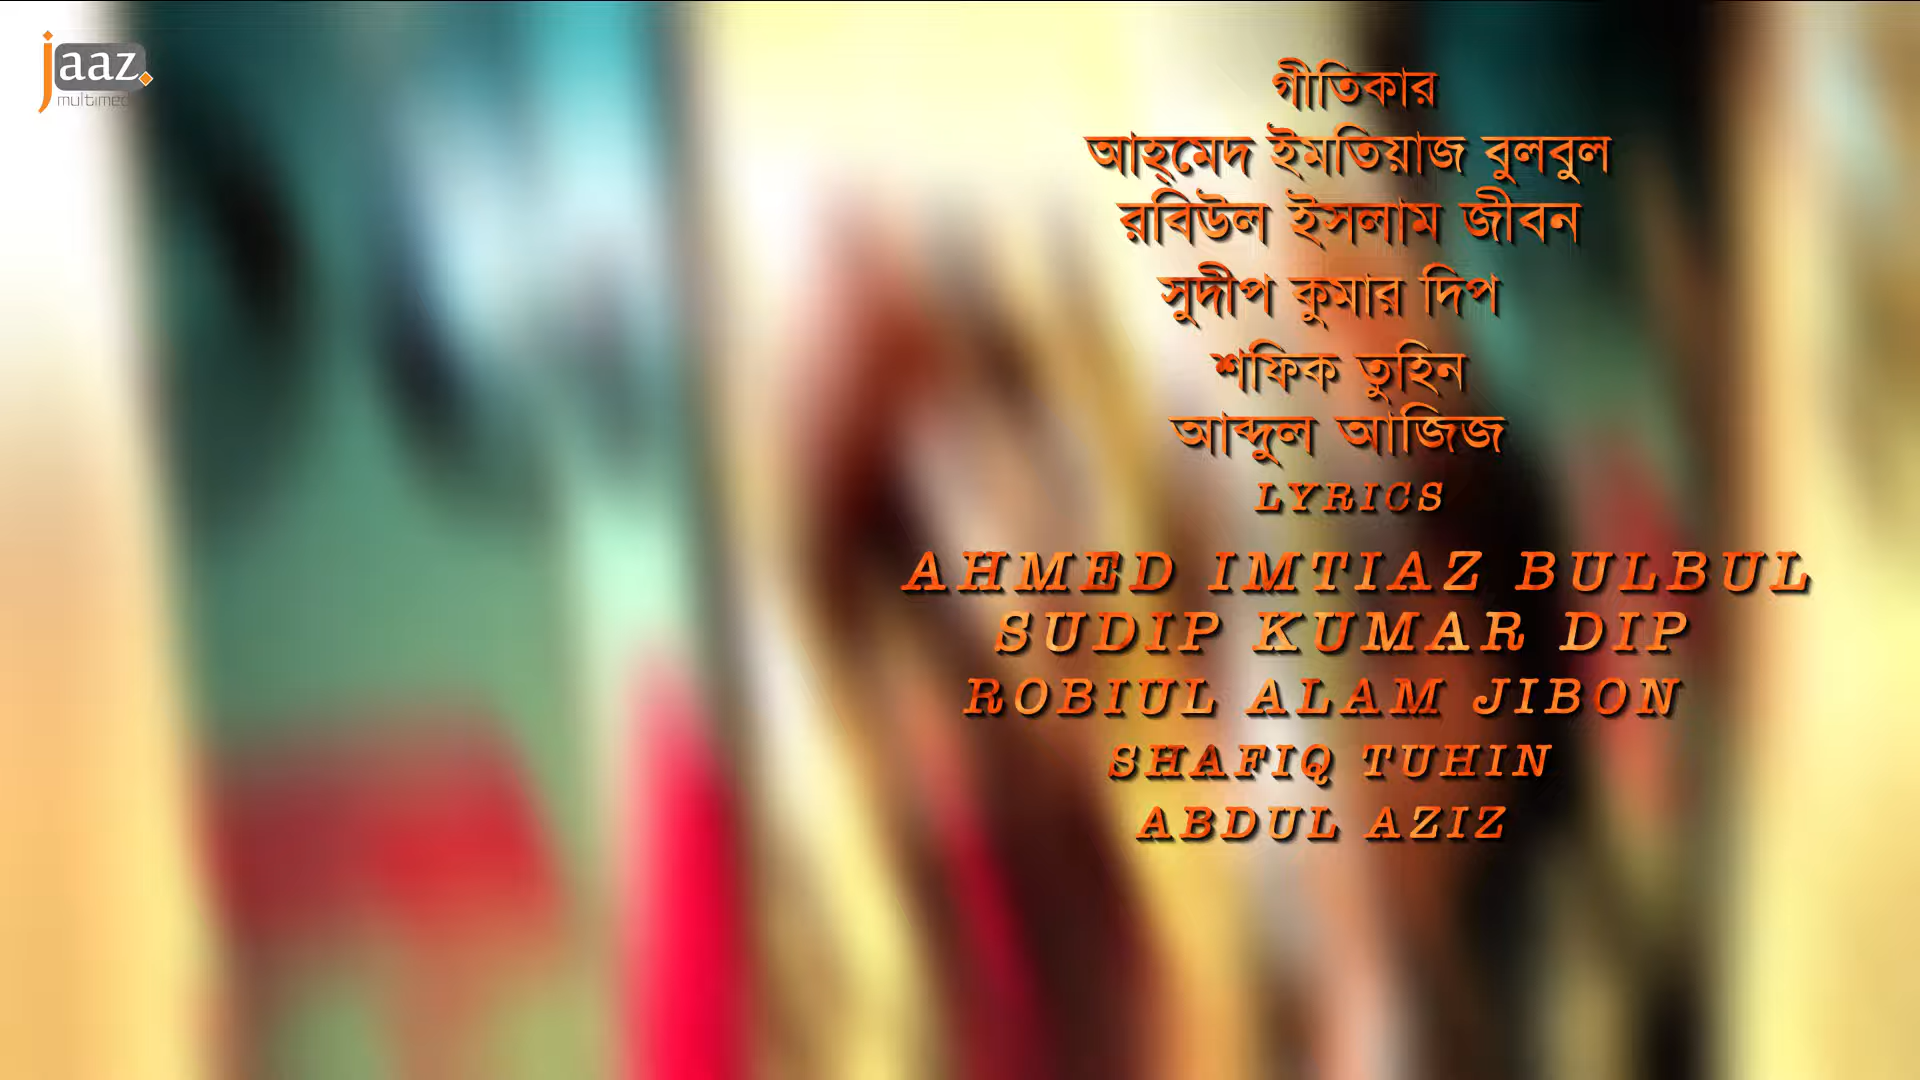 jaaz
multimed
গীতিকার
আহ্‌মেদ ইমতিয়াজ বুলবুল
রবিউল ইসলাম জীবন
সুদীপ কুমার দিপ
শফিক তুহিন
আব্দুল আজিজ
LYRICS
AHMED IMTIAZ BULBUL
SUDIP KUMAR DIP
ROBIUL ALAM JIBON
SHAFIQ TUHIN
ABDUL AZIZ